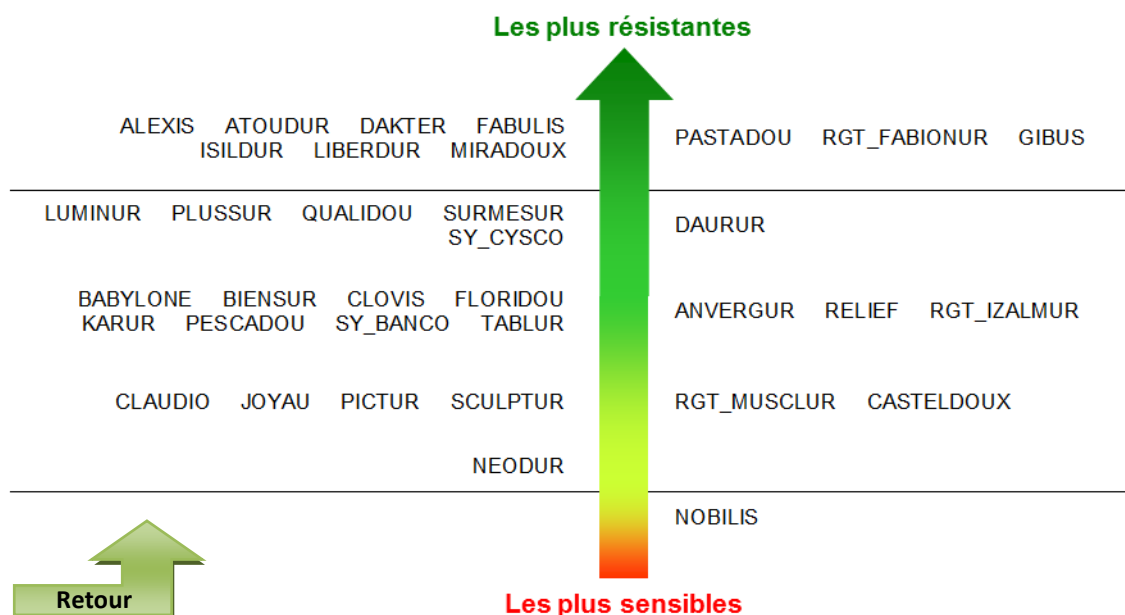 Les plus résistantes
ALEXIS ATOUDUR DAKTER FABULIS
ISILDUR LIBERDUR MIRADOUX
PASTADOU RGT_FABIONUR GIBUS
LUMINUR PLUSSUR QUALIDOU SURMESUR
SY_CYSCO
DAURUR
BABYLONE BIENSUR CLOVIS FLORIDOU
KARUR PESCADOU SY_BANCO TABLUR
ANVERGUR RELIEF RGT_IZALMUR
CLAUDIO JOYAU PICTUR SCULPTUR
RGT_MUSCLUR CASTELDOUX
NEODUR
NOBILIS
Retour
Les plus sensibles